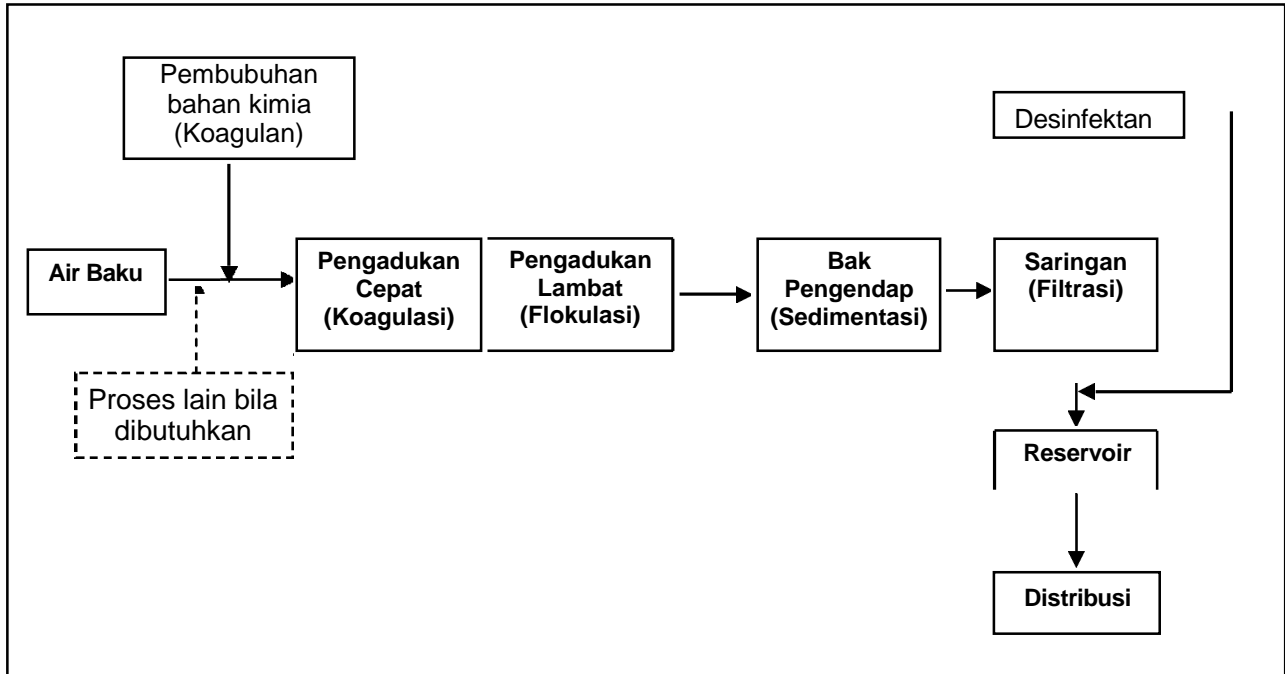 Pembubuhan
bahan kimia
(Koagulan)
Desinfektan
Air Baku
Pengadukan
Cepat
(Koagulasi)
Pengadukan
Lambat
(Flokulasi)
Bak
Pengendap
(Sedimentasi)
Saringan
(Filtrasi)
Proses lain bila
dibutuhkan
Reservoir
Distribusi